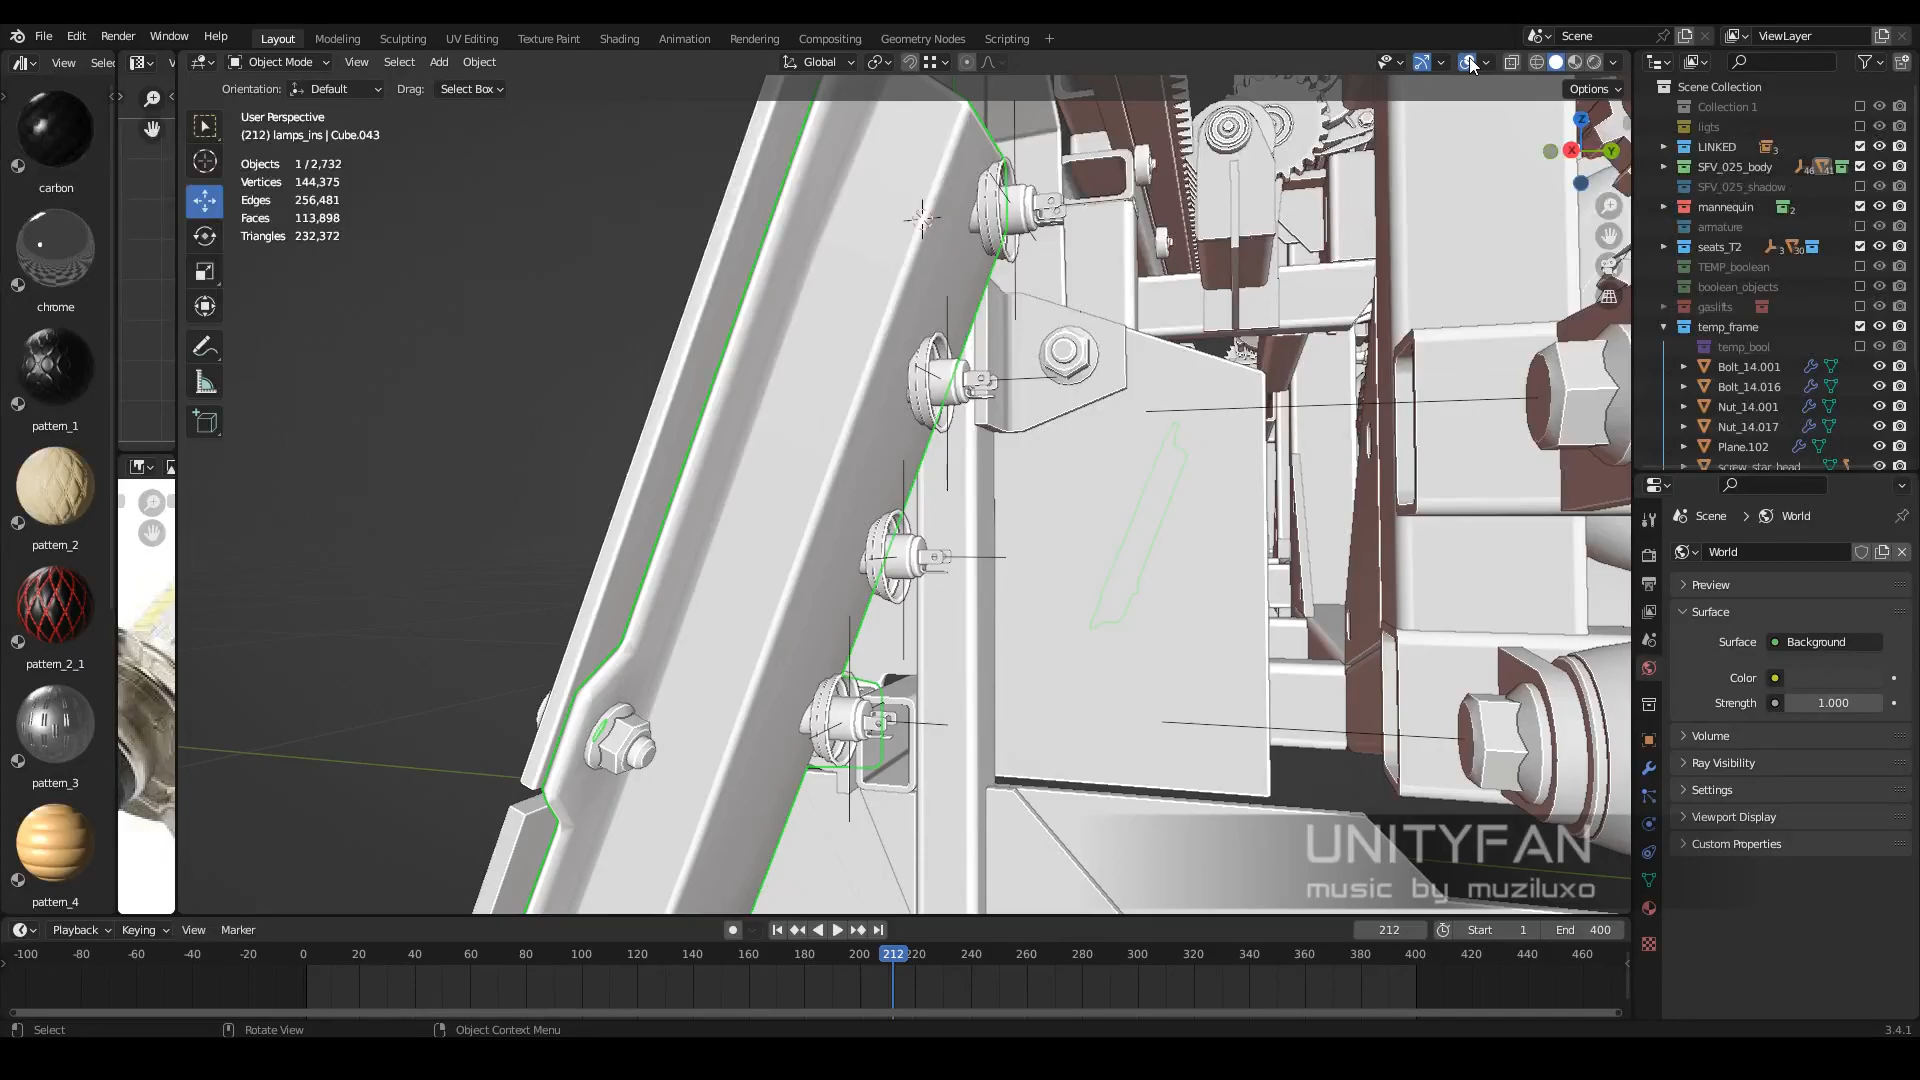 File Edit Render Window Help
Layout Modeling Sculpting UV Editing Texture Paint Shading Animation Rendering Compositing Geometry Nodes Scripting +
Scene
ViewLayer
View
Object Mode View Select Add Object
Global
Orientation: Default Drag: Select Box
Options
User Perspective
(212) lamps_ins | Cube.043
Objects 1 / 2,732
Vertices 144,375
Edges 256,481
Faces 113,898
Triangles 232,372
carbon
chrome
pattern_1
pattern_2
pattern_2_1
pattern_3
pattern_4
Z
X
Y
Scene Collection
Collection 1
ligts
LINKED 3
SFV_025_body 46 41
SFV_025_shadow
mannequin 2
armature
seats_T2 3 30
TEMP_boolean
boolean_objects
gaslifts
temp_frame
temp_bool
Bolt_14.001
Bolt_14.016
Nut_14.001
Nut_14.017
Plane.102
screw_star_head
Scene > World
World
Preview
Surface
Surface Background
Color
Strength 1.000
Volume
Ray Visibility
Settings
Viewport Display
Custom Properties
UNITYFAN
music by muziluxo
Playback Keying View Marker
212 Start 1 End 400
-100 -80 -60 -40 -20 0 20 40 60 80 100 120 140 160 180 200 212 220 240 260 280 300 320 340 360 380 400 420 440 460
Select Rotate View Object Context Menu
3.4.1